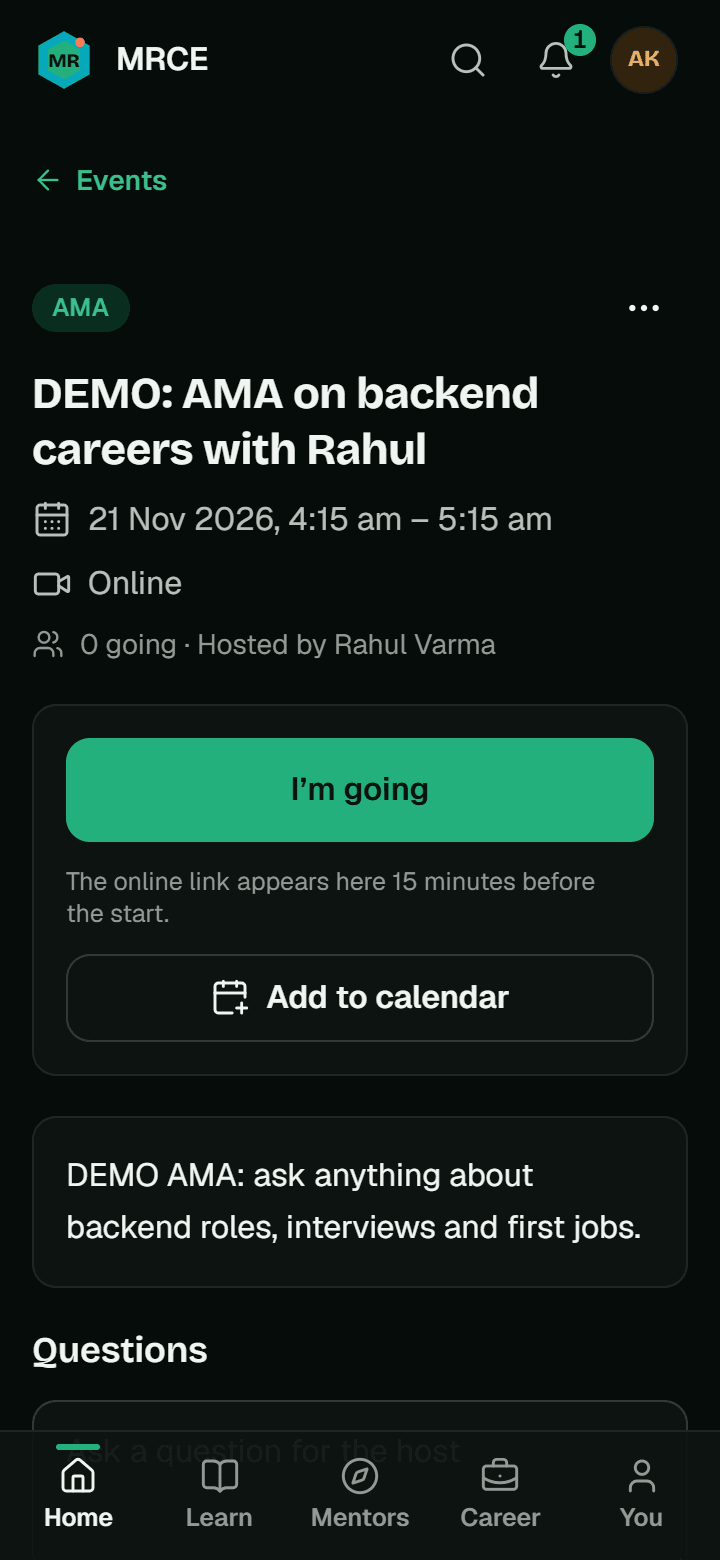 MR
MRCE
1
AK
Events
AMA
DEMO: AMA on backend
careers with Rahul
21 Nov 2026, 4:15 am – 5:15 am
Online
0 going · Hosted by Rahul Varma
I’m going
The online link appears here 15 minutes before
the start.
Add to calendar
DEMO AMA: ask anything about
backend roles, interviews and first jobs.
Questions
Ask a question for the host
Home
Learn
Mentors
Career
You